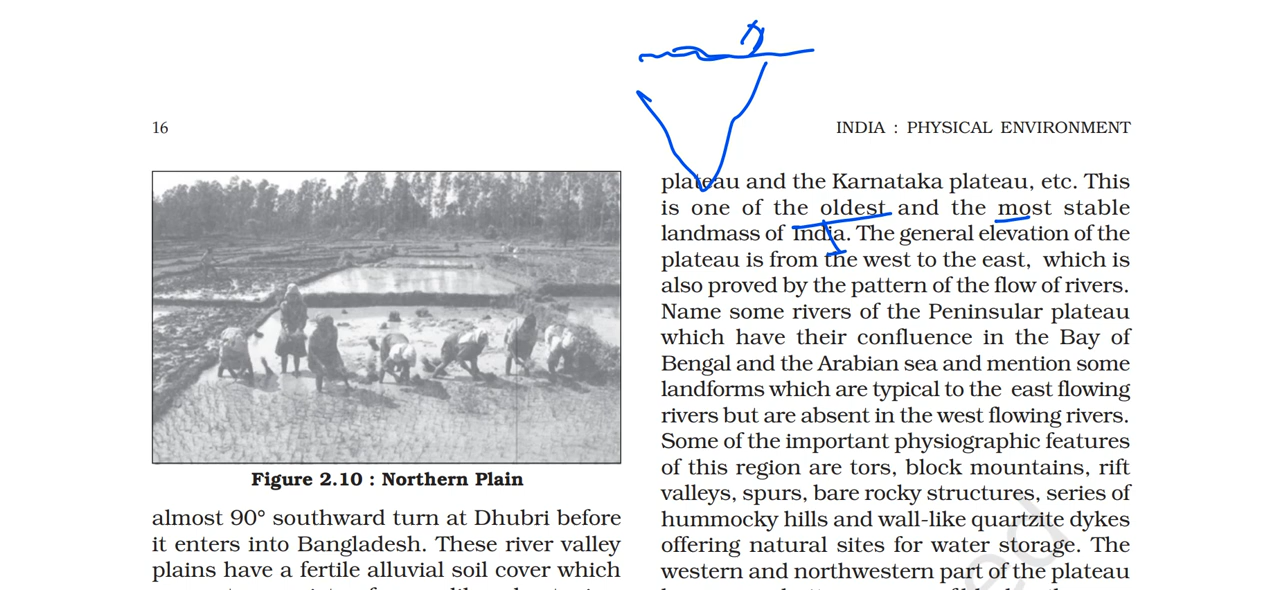 16
INDIA : PHYSICAL ENVIRONMENT
Figure 2.10 : Northern Plain
almost 90° southward turn at Dhubri before
it enters into Bangladesh. These river valley
plains have a fertile alluvial soil cover which
plateau and the Karnataka plateau, etc. This
is one of the oldest and the most stable
landmass of India. The general elevation of the
plateau is from the west to the east, which is
also proved by the pattern of the flow of rivers.
Name some rivers of the Peninsular plateau
which have their confluence in the Bay of
Bengal and the Arabian sea and mention some
landforms which are typical to the east flowing
rivers but are absent in the west flowing rivers.
Some of the important physiographic features
of this region are tors, block mountains, rift
valleys, spurs, bare rocky structures, series of
hummocky hills and wall-like quartzite dykes
offering natural sites for water storage. The
western and northwestern part of the plateau